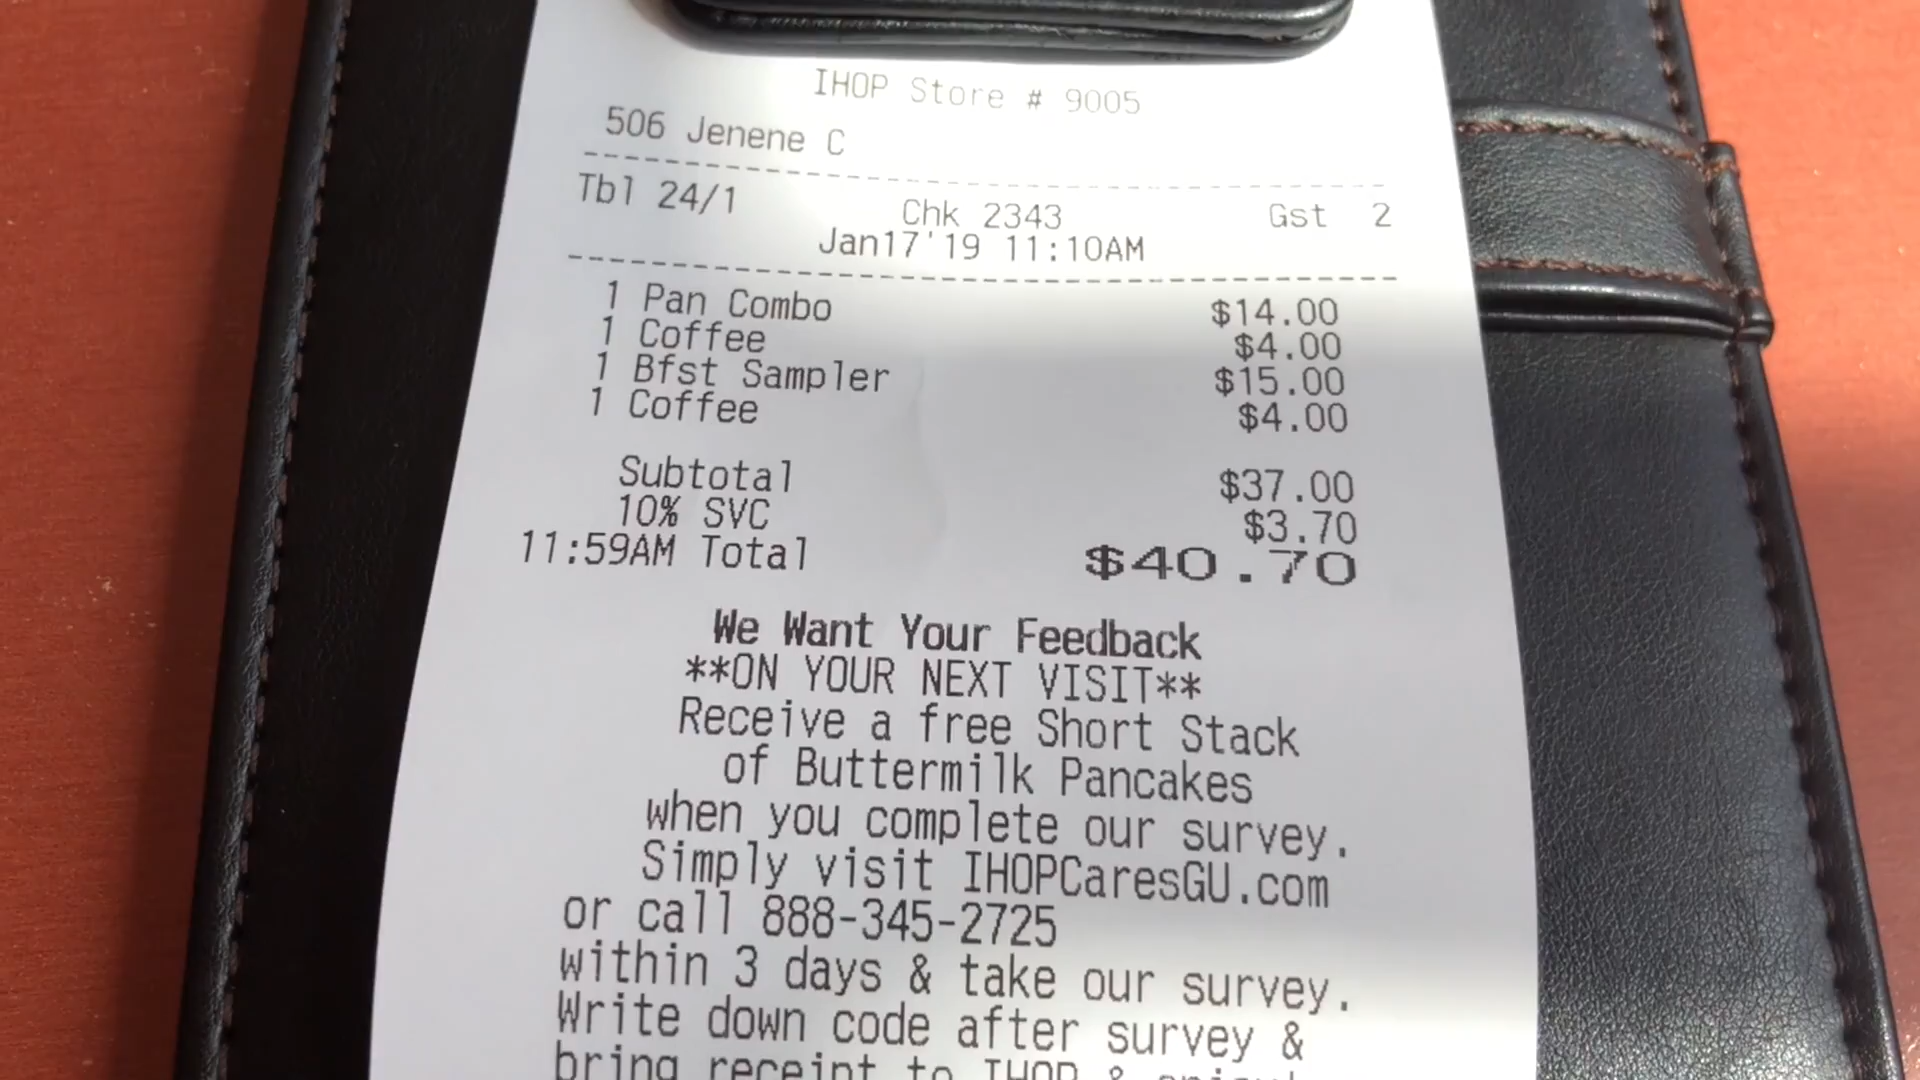 IHOP Store # 9005
506 Jenene C
Tbl 24/1 Chk 2343 Gst 2
Jan17'19 11:10AM
1 Pan Combo $14.00
1 Coffee $4.00
1 Bfst Sampler $15.00
1 Coffee $4.00
Subtotal $37.00
10% SVC $3.70
11:59AM Total $40.70
We Want Your Feedback
**ON YOUR NEXT VISIT**
Receive a free Short Stack
of Buttermilk Pancakes
when you complete our survey.
Simply visit IHOPCaresGU.com
or call 888-345-2725
within 3 days & take our survey.
Write down code after survey &
bring receipt to IHOP &